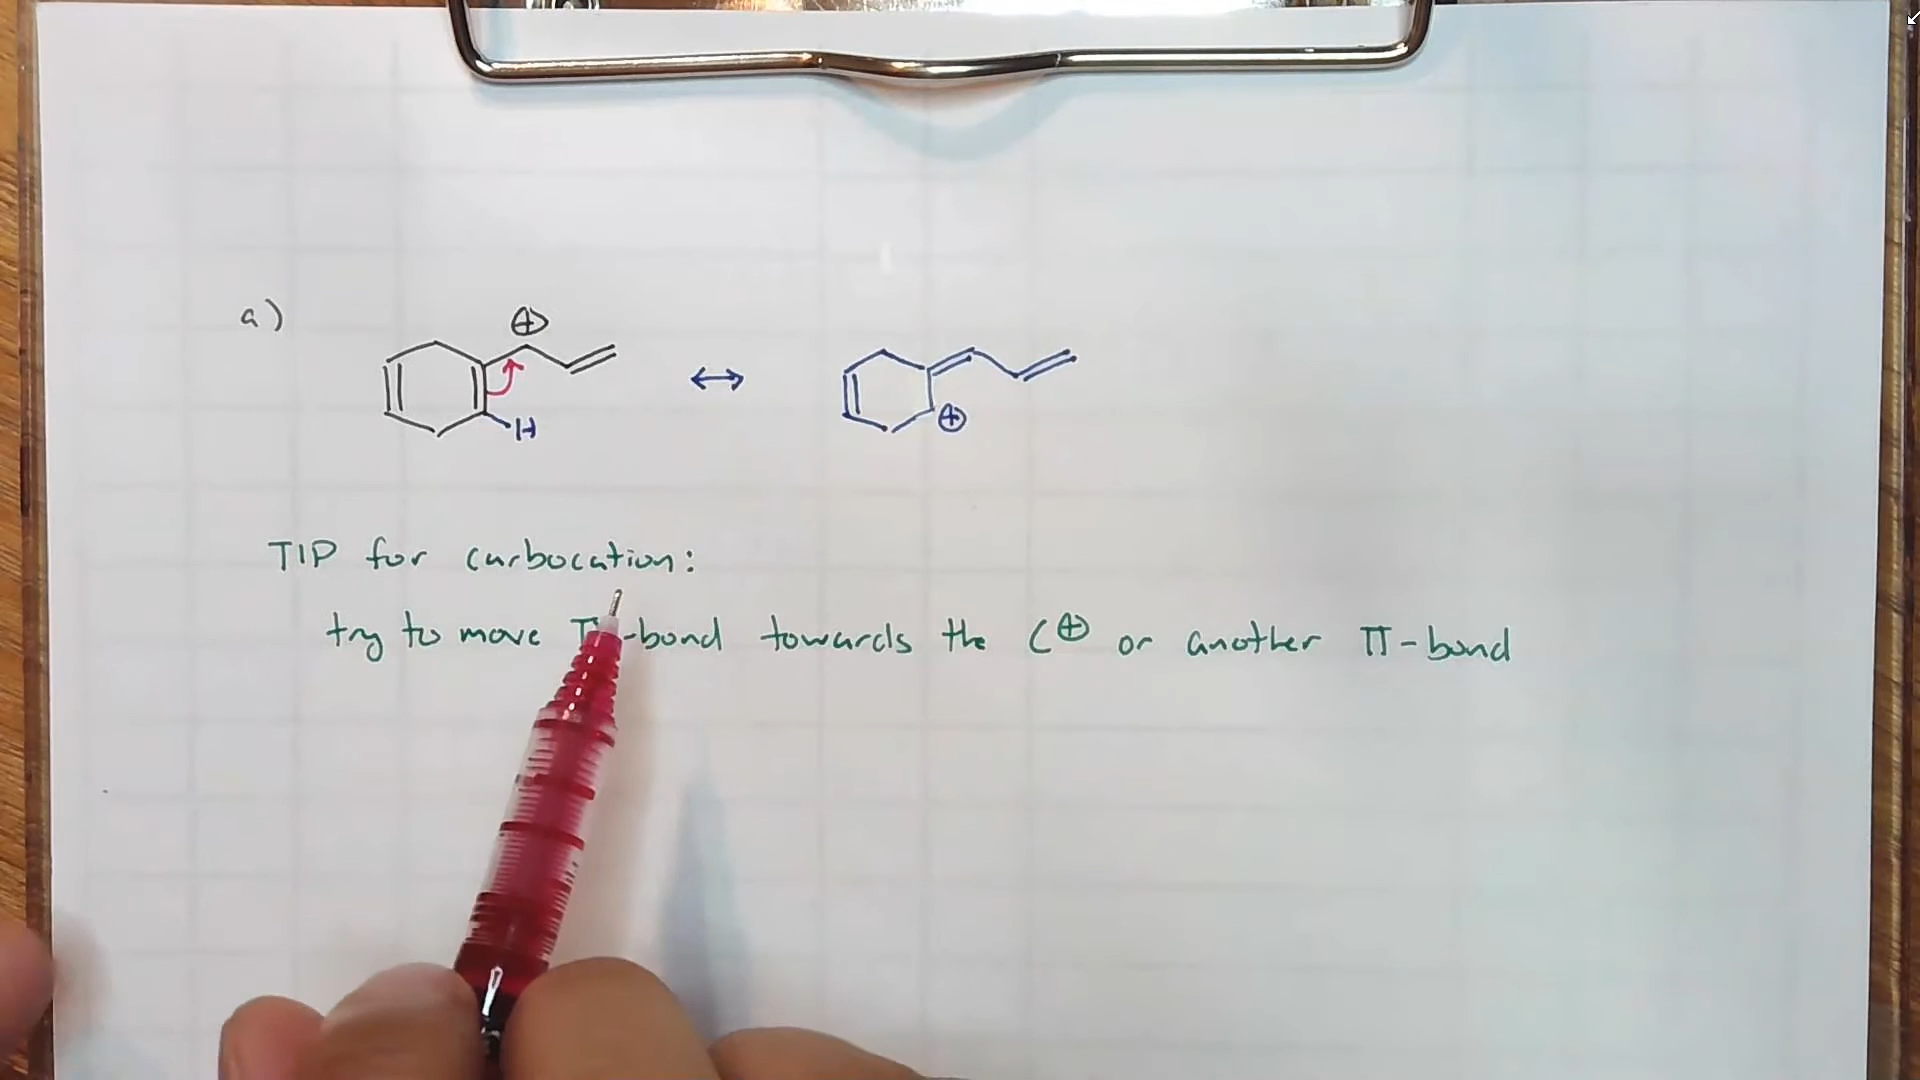 a)
⊕
H
⊕
TIP for carbocation:
try to move π-bond towards the C⊕ or another π-bond